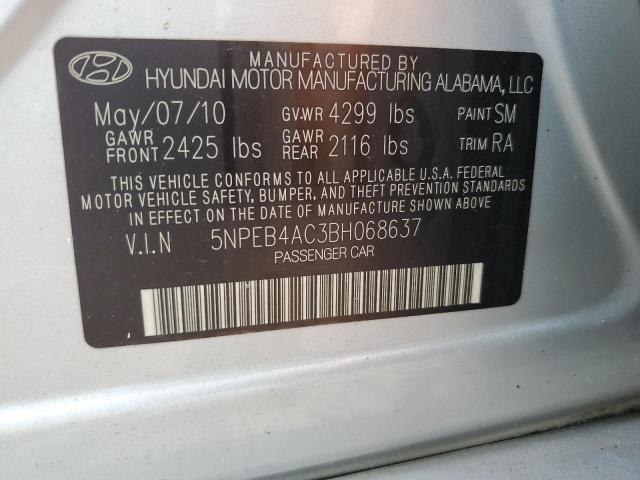 MANUFACTURED BY
HYUNDAI MOTOR MANUFACTURING ALABAMA, LLC
May/07/10 GVWR 4299 lbs PAINT SM
GAWR FRONT 2425 lbs GAWR REAR 2116 lbs TRIM RA
THIS VEHICLE CONFORMS TO ALL APPLICABLE U.S.A. FEDERAL
MOTOR VEHICLE SAFETY, BUMPER, AND THEFT PREVENTION STANDARDS
IN EFFECT ON THE DATE OF MANUFACTURE SHOWN ABOVE
V.I.N 5NPEB4AC3BH068637
PASSENGER CAR